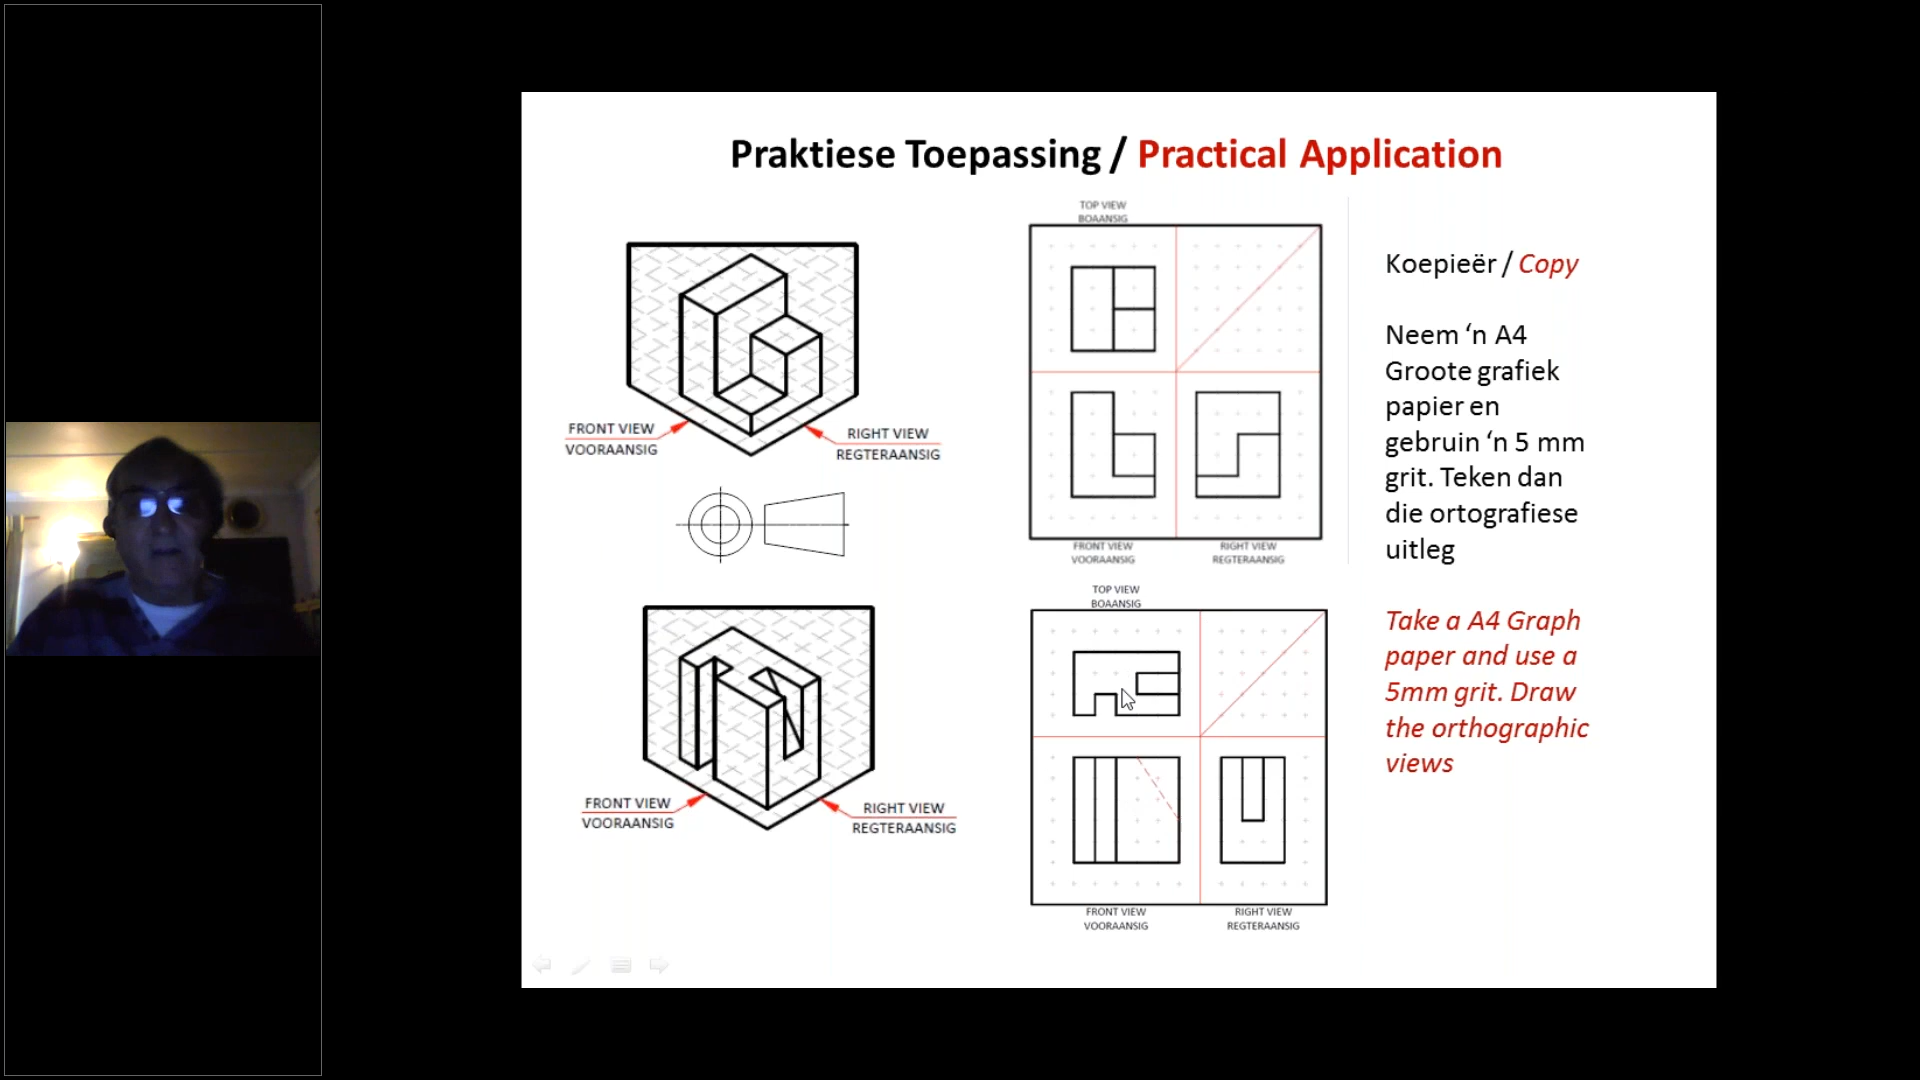 Praktiese Toepassing / Practical Application
TOP VIEW
BOAANSIG
FRONT VIEW
VOORAANSIG
RIGHT VIEW
REGTERAANSIG
FRONT VIEW
VOORAANSIG
RIGHT VIEW
REGTERAANSIG
TOP VIEW
BOAANSIG
FRONT VIEW
VOORAANSIG
RIGHT VIEW
REGTERAANSIG
FRONT VIEW
VOORAANSIG
RIGHT VIEW
REGTERAANSIG
Koepieër / Copy
Neem ‘n A4
Groote grafiek
papier en
gebruin ‘n 5 mm
grit. Teken dan
die ortografiese
uitleg
Take a A4 Graph
paper and use a
5mm grit. Draw
the orthographic
views